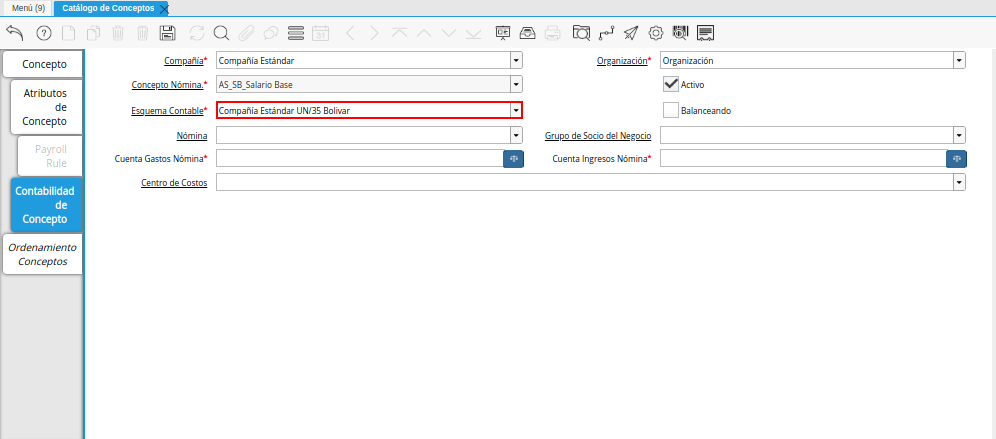 Menú (9)
Catálogo de Conceptos
Concepto
Atributos
de
Concepto
Payroll
Rule
Contabilidad
de
Concepto
Ordenamiento
Conceptos
Compañía*
Compañía Estándar
Organización*
Organización
Concepto Nómina.*
AS_SB_Salario Base
Activo
Esquema Contable*
Compañía Estándar UN/35 Bolivar
Balanceando
Nómina
Grupo de Socio del Negocio
Cuenta Gastos Nómina*
Cuenta Ingresos Nómina*
Centro de Costos